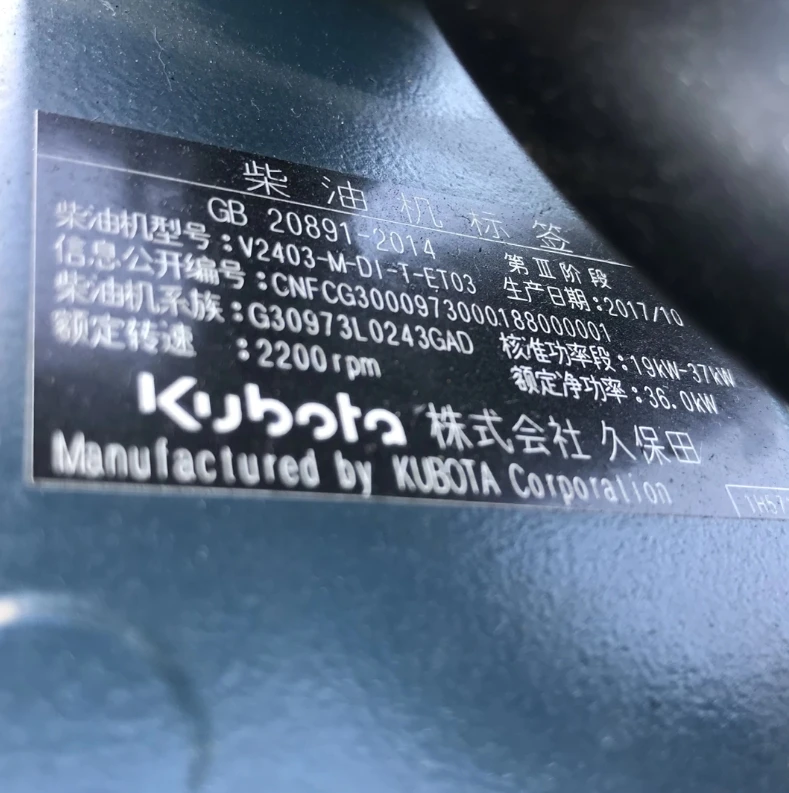 柴油机标签
GB 20891-2014 第Ⅲ阶段
柴油机型号:V2403-M-DI-T-ET03 生产日期:2017/10
信息公开编号:CNFCG3000973000188000001
柴油机系族:G30973L0243GAD 核准功率段:19kW-37kW
额定转速:2200rpm 额定净功率:36.0kW
Kubota 株式会社 久保田
Manufactured by KUBOTA Corporation